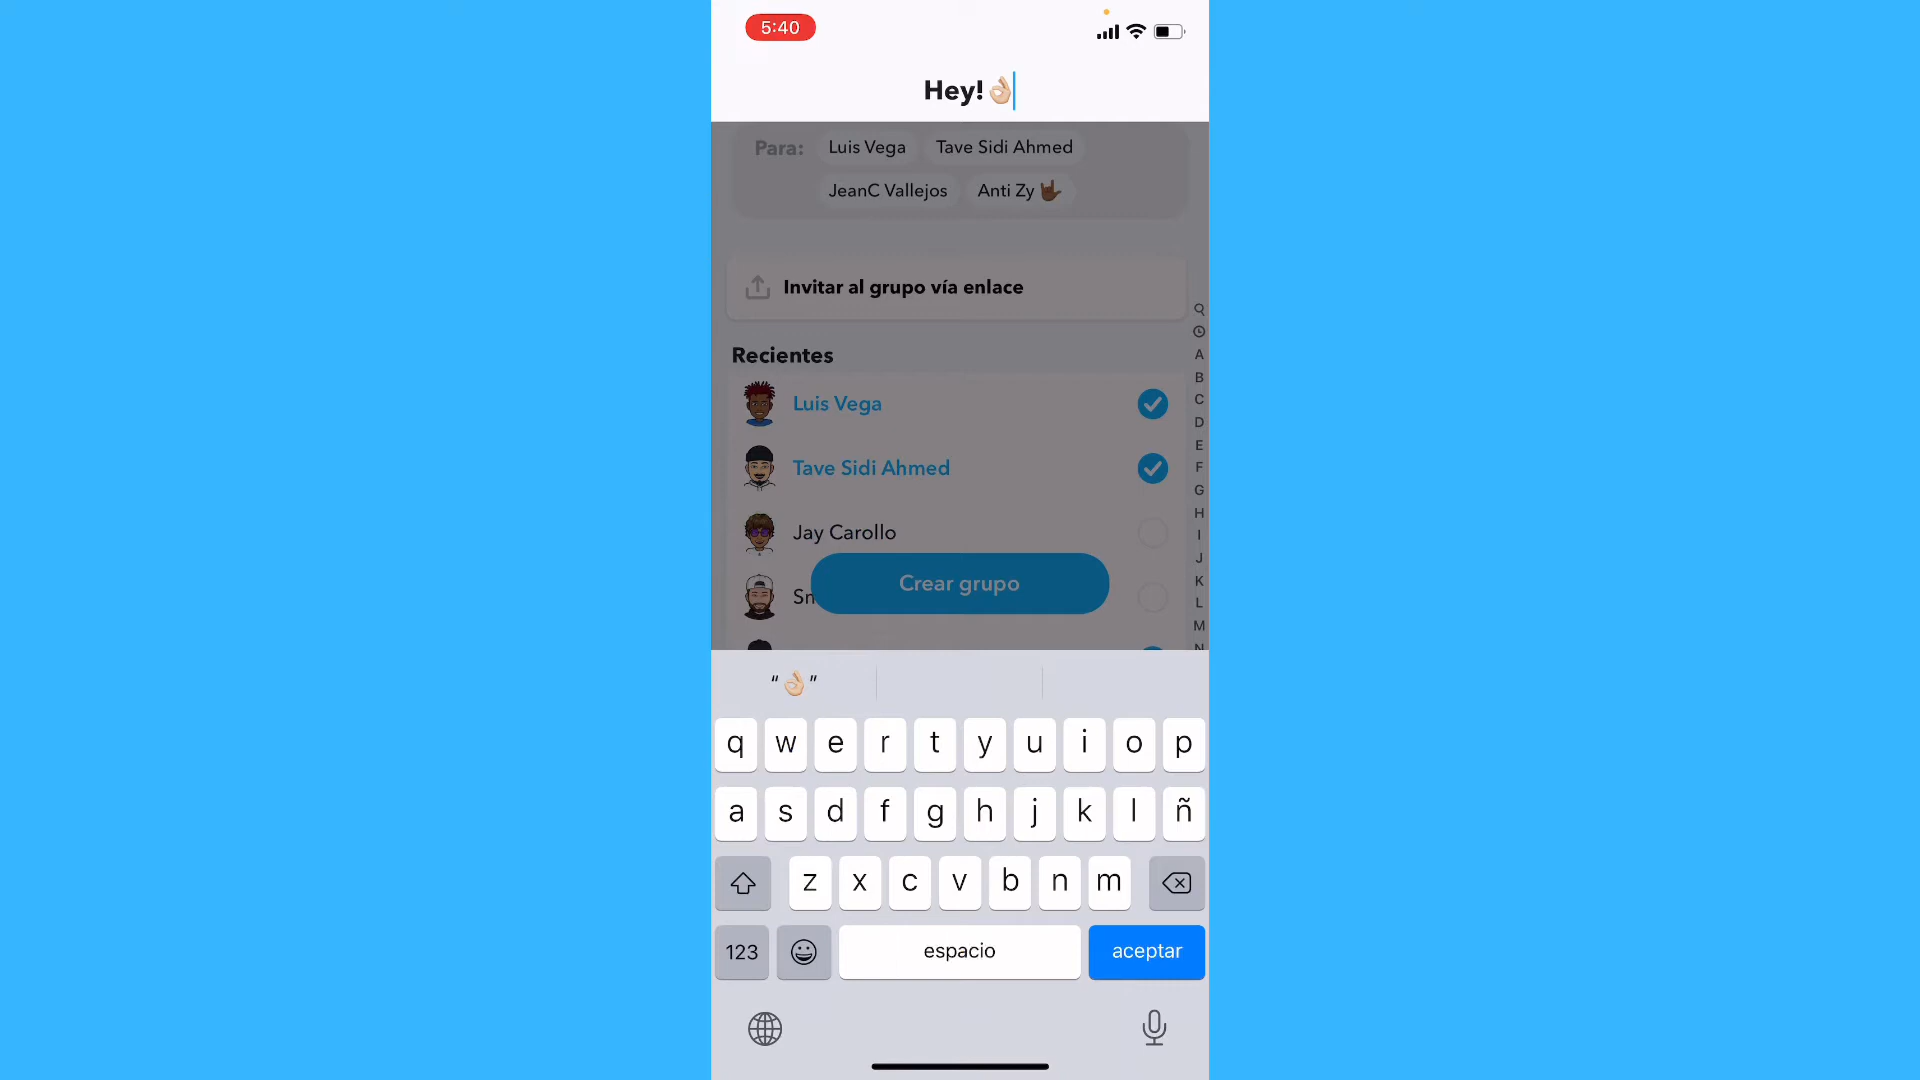 5:40
Hey!👌🏼
Para: Luis Vega Tave Sidi Ahmed
JeanC Vallejos Anti Zy 🤟🏾
Invitar al grupo vía enlace
Recientes
Luis Vega
Tave Sidi Ahmed
Jay Carollo
Crear grupo
A
B
C
D
E
F
G
H
I
J
K
L
M
N
“👌🏼”
q w e r t y u i o p
a s d f g h j k l ñ
z x c v b n m
123 espacio aceptar